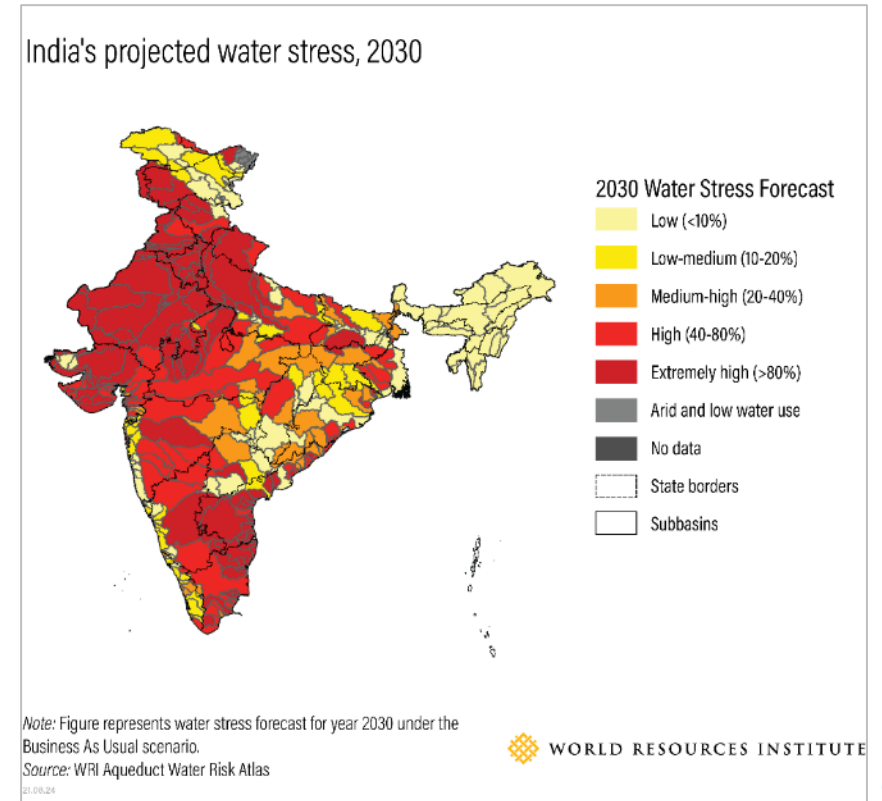 India's projected water stress, 2030
2030 Water Stress Forecast
Low (<10%)
Low-medium (10-20%)
Medium-high (20-40%)
High (40-80%)
Extremely high (>80%)
Arid and low water use
No data
State borders
Subbasins
Note: Figure represents water stress forecast for year 2030 under the
Business As Usual scenario.
Source: WRI Aqueduct Water Risk Atlas
21.08.24
WORLD RESOURCES INSTITUTE